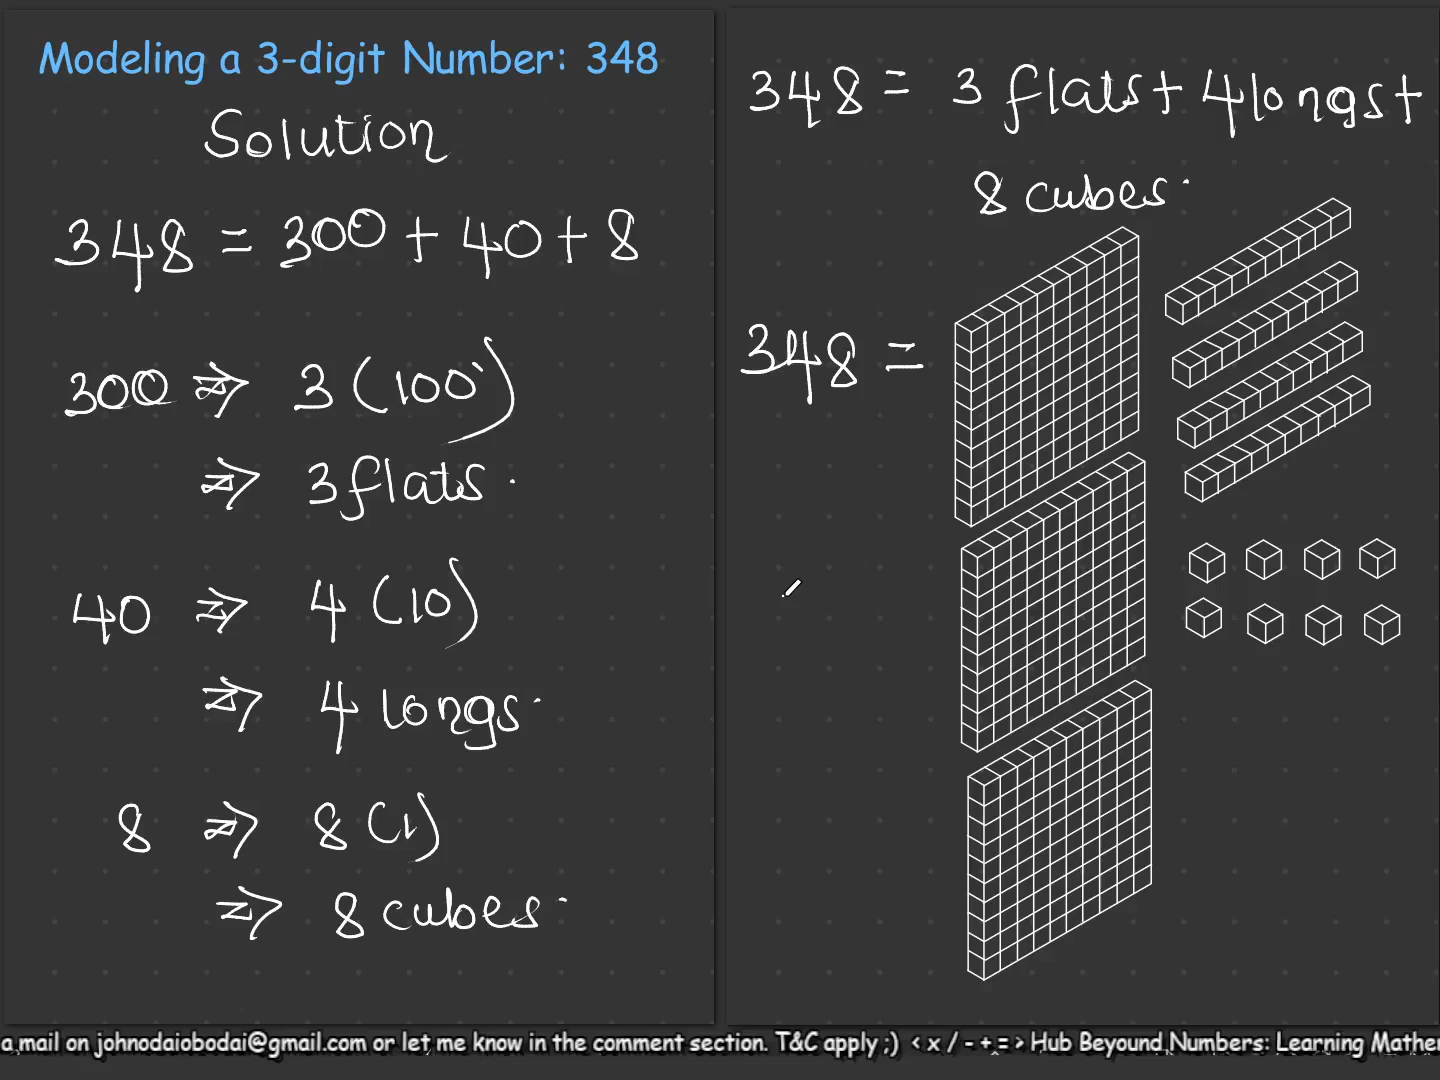 Modeling a 3-digit Number: 348
Solution
348 = 300 + 40 + 8
300 ⇒ 3 (100)
⇒ 3 flats.
40 ⇒ 4 (10)
⇒ 4 longs.
8 ⇒ 8 (1)
⇒ 8 cubes.
348 = 3 flats + 4 longs +
8 cubes.
348 =
a mail on johnodaiobodai@gmail.com or let me know in the comment section. T&C apply ;) < x / - + = > Hub Beyound Numbers: Learning Mathe